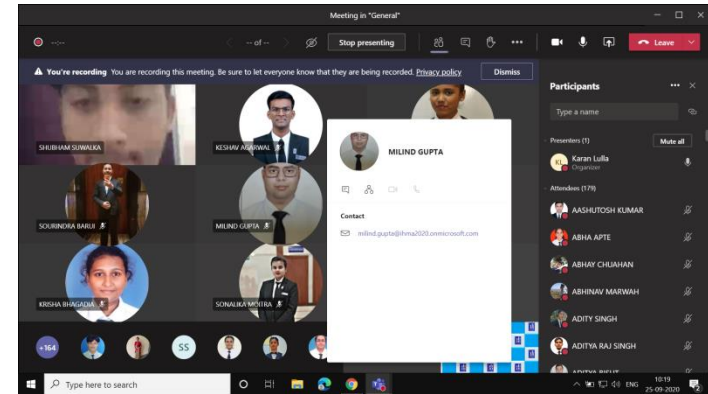 Meeting in "General"
--:--
-- of --
Stop presenting
Leave
You're recording You are recording this meeting. Be sure to let everyone know that they are being recorded. Privacy policy
Dismiss
SHUBHAM SUWALKA
KESHAV AGARWAL
SOURINDRA BARUI
MILIND GUPTA
KRISHA BHAGADIA
SONALIKA MOITRA
+164
SS
MILIND GUPTA
Contact
milind.gupta@ihma2020.onmicrosoft.com
Participants
Type a name
Presenters (1)
Mute all
KL
Karan Lulla
Organizer
Attendees (179)
AASHUTOSH KUMAR
ABHA APTE
ABHAY CHUAHAN
ABHINAV MARWAH
ADITY SINGH
ADITYA RAJ SINGH
Type here to search
ENG
10:19
25-09-2020
2